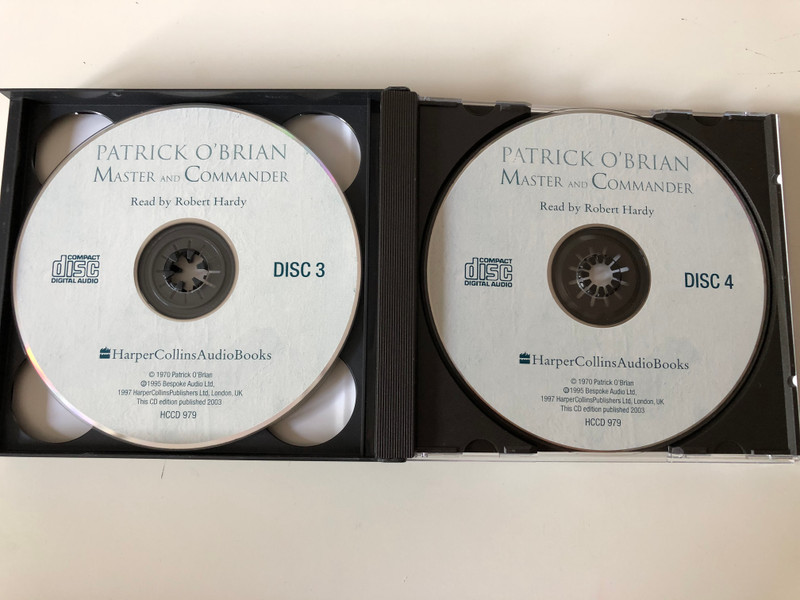 PATRICK O'BRIAN
MASTER AND COMMANDER
Read by Robert Hardy
COMPACT
disc
DIGITAL AUDIO
DISC 3
HarperCollinsAudioBooks
© 1970 Patrick O'Brian
℗1995 Bespoke Audio Ltd,
1997 HarperCollinsPublishers Ltd, London, UK
This CD edition published 2003
HCCD 979
PATRICK O'BRIAN
MASTER AND COMMANDER
Read by Robert Hardy
COMPACT
disc
DIGITAL AUDIO
DISC 4
HarperCollinsAudioBooks
© 1970 Patrick O'Brian
℗1995 Bespoke Audio Ltd,
1997 HarperCollinsPublishers Ltd, London, UK
This CD edition published 2003
HCCD 979